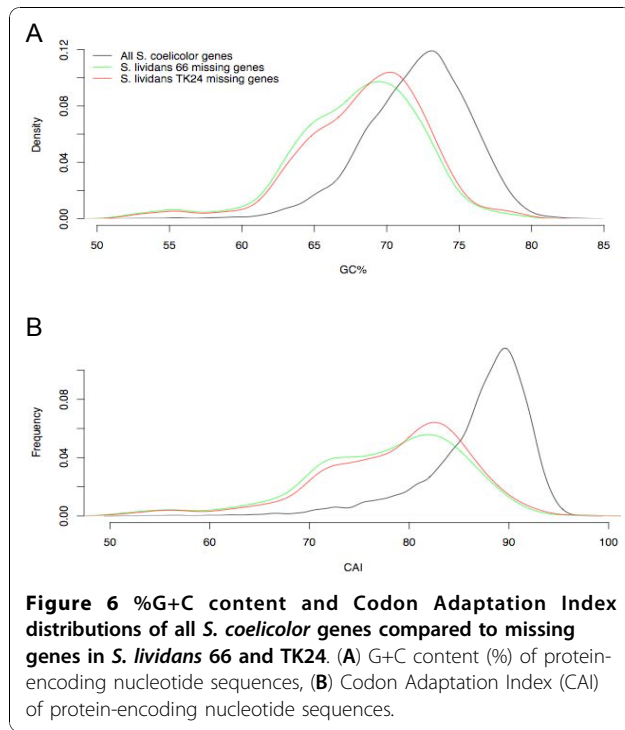 A
All S. coelicolor genes
S. lividans 66 missing genes
S. lividans TK24 missing genes
Density
0.12
0.08
0.04
0.00
50 55 60 65 70 75 80 85
GC%
B
Frequency
0.08
0.04
0.00
50 60 70 80 90 100
CAI
Figure 6 %G+C content and Codon Adaptation Index
distributions of all S. coelicolor genes compared to missing
genes in S. lividans 66 and TK24. (A) G+C content (%) of protein-
encoding nucleotide sequences, (B) Codon Adaptation Index (CAI)
of protein-encoding nucleotide sequences.